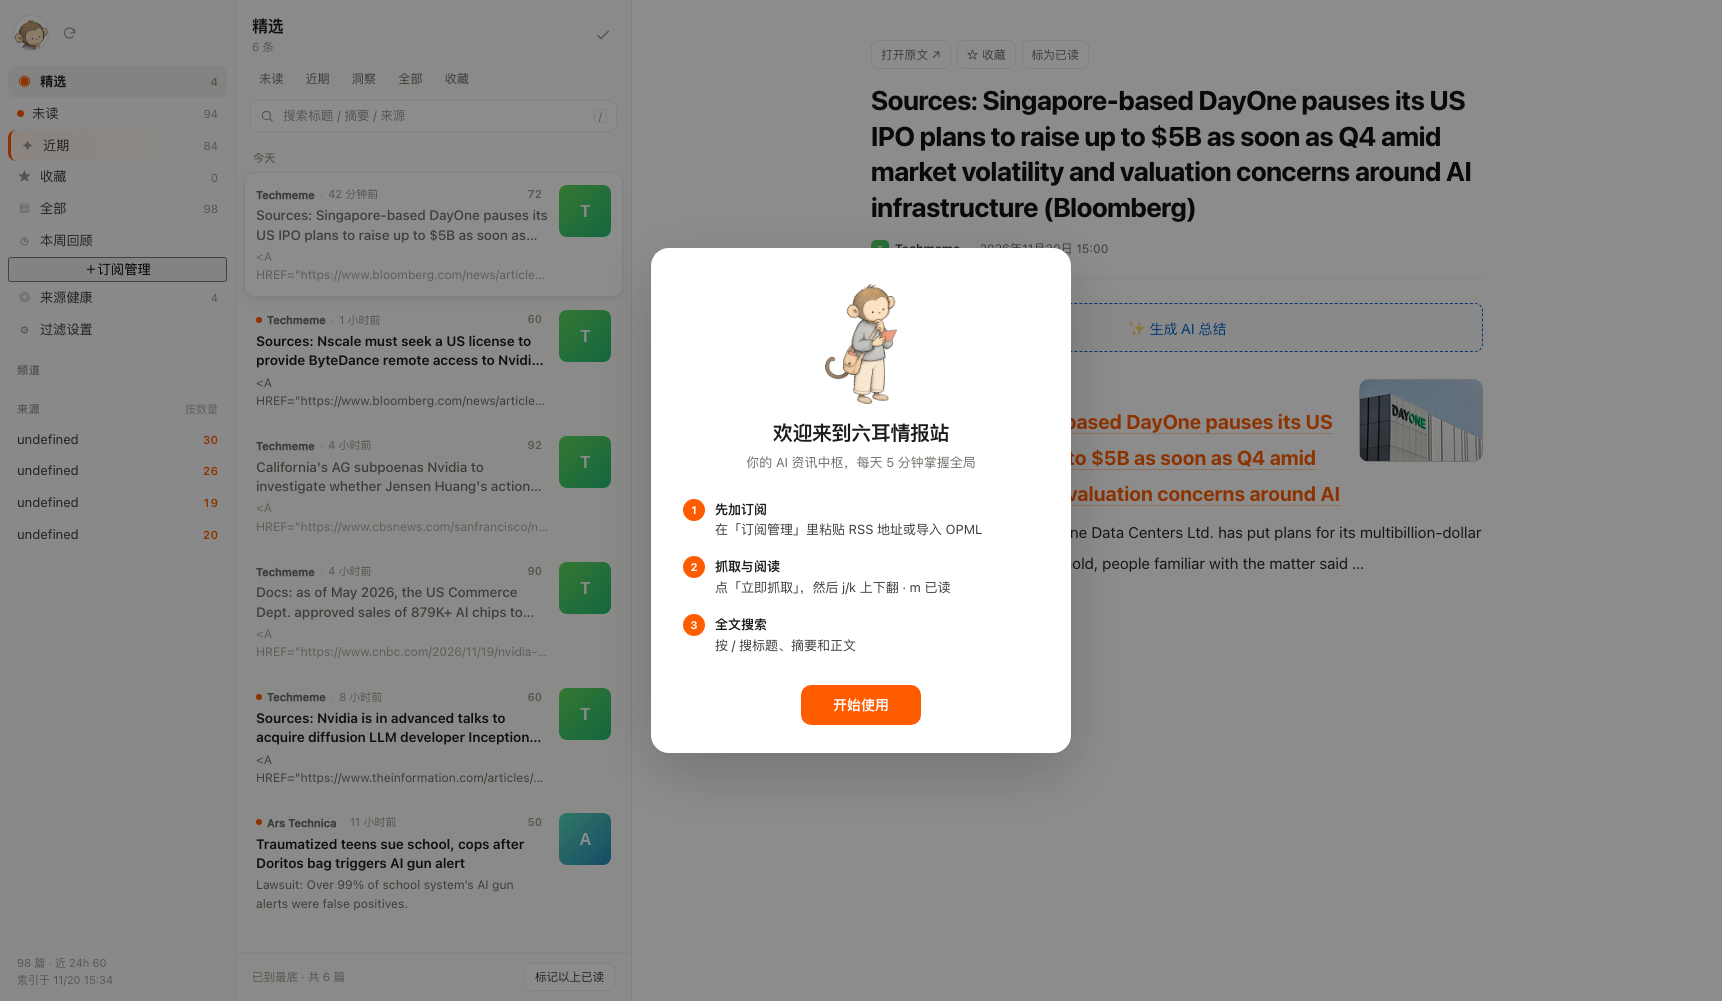 精选 4
未读 94
近期 84
收藏 0
全部 98
本周回顾
+订阅管理
来源健康 4
过滤设置
频道
来源 按数量
undefined 30
undefined 26
undefined 19
undefined 20
98 篇 · 近 24h 60
索引于 11/20 15:34
精选
6 条
未读 近期 洞察 全部 收藏
搜索标题 / 摘要 / 来源 /
今天
Techmeme · 42 分钟前 72
Sources: Singapore-based DayOne pauses its
US IPO plans to raise up to $5B as soon as...
<A
HREF="https://www.bloomberg.com/news/article...
T
Techmeme · 1 小时前 60
Sources: Nscale must seek a US license to
provide ByteDance remote access to Nvidi...
<A
HREF="https://www.bloomberg.com/news/article...
T
Techmeme · 4 小时前 92
California's AG subpoenas Nvidia to
investigate whether Jensen Huang's action...
<A
HREF="https://www.cbsnews.com/sanfrancisco/n...
T
Techmeme · 4 小时前 90
Docs: as of May 2026, the US Commerce
Dept. approved sales of 879K+ AI chips to...
<A
HREF="https://www.cnbc.com/2026/11/19/nvidia-...
T
Techmeme · 8 小时前 60
Sources: Nvidia is in advanced talks to
acquire diffusion LLM developer Inception...
<A
HREF="https://www.theinformation.com/articles/...
T
Ars Technica · 11 小时前 50
Traumatized teens sue school, cops after
Doritos bag triggers AI gun alert
Lawsuit: Over 99% of school system's AI gun
alerts were false positives.
A
已到最底 · 共 6 篇 标记以上已读
打开原文 ↗ ☆ 收藏 标为已读
Sources: Singapore-based DayOne pauses its US
IPO plans to raise up to $5B as soon as Q4 amid
market volatility and valuation concerns around AI
infrastructure (Bloomberg)
Techmeme 2026年11月20日 15:00
✨ 生成 AI 总结
based DayOne pauses its US
to $5B as soon as Q4 amid
valuation concerns around AI
DAYONE
ne Data Centers Ltd. has put plans for its multibillion-dollar
old, people familiar with the matter said ...
欢迎来到六耳情报站
你的 AI 资讯中枢，每天 5 分钟掌握全局
1 先加订阅
在「订阅管理」里粘贴 RSS 地址或导入 OPML
2 抓取与阅读
点「立即抓取」，然后 j/k 上下翻 · m 已读
3 全文搜索
按 / 搜标题、摘要和正文
开始使用